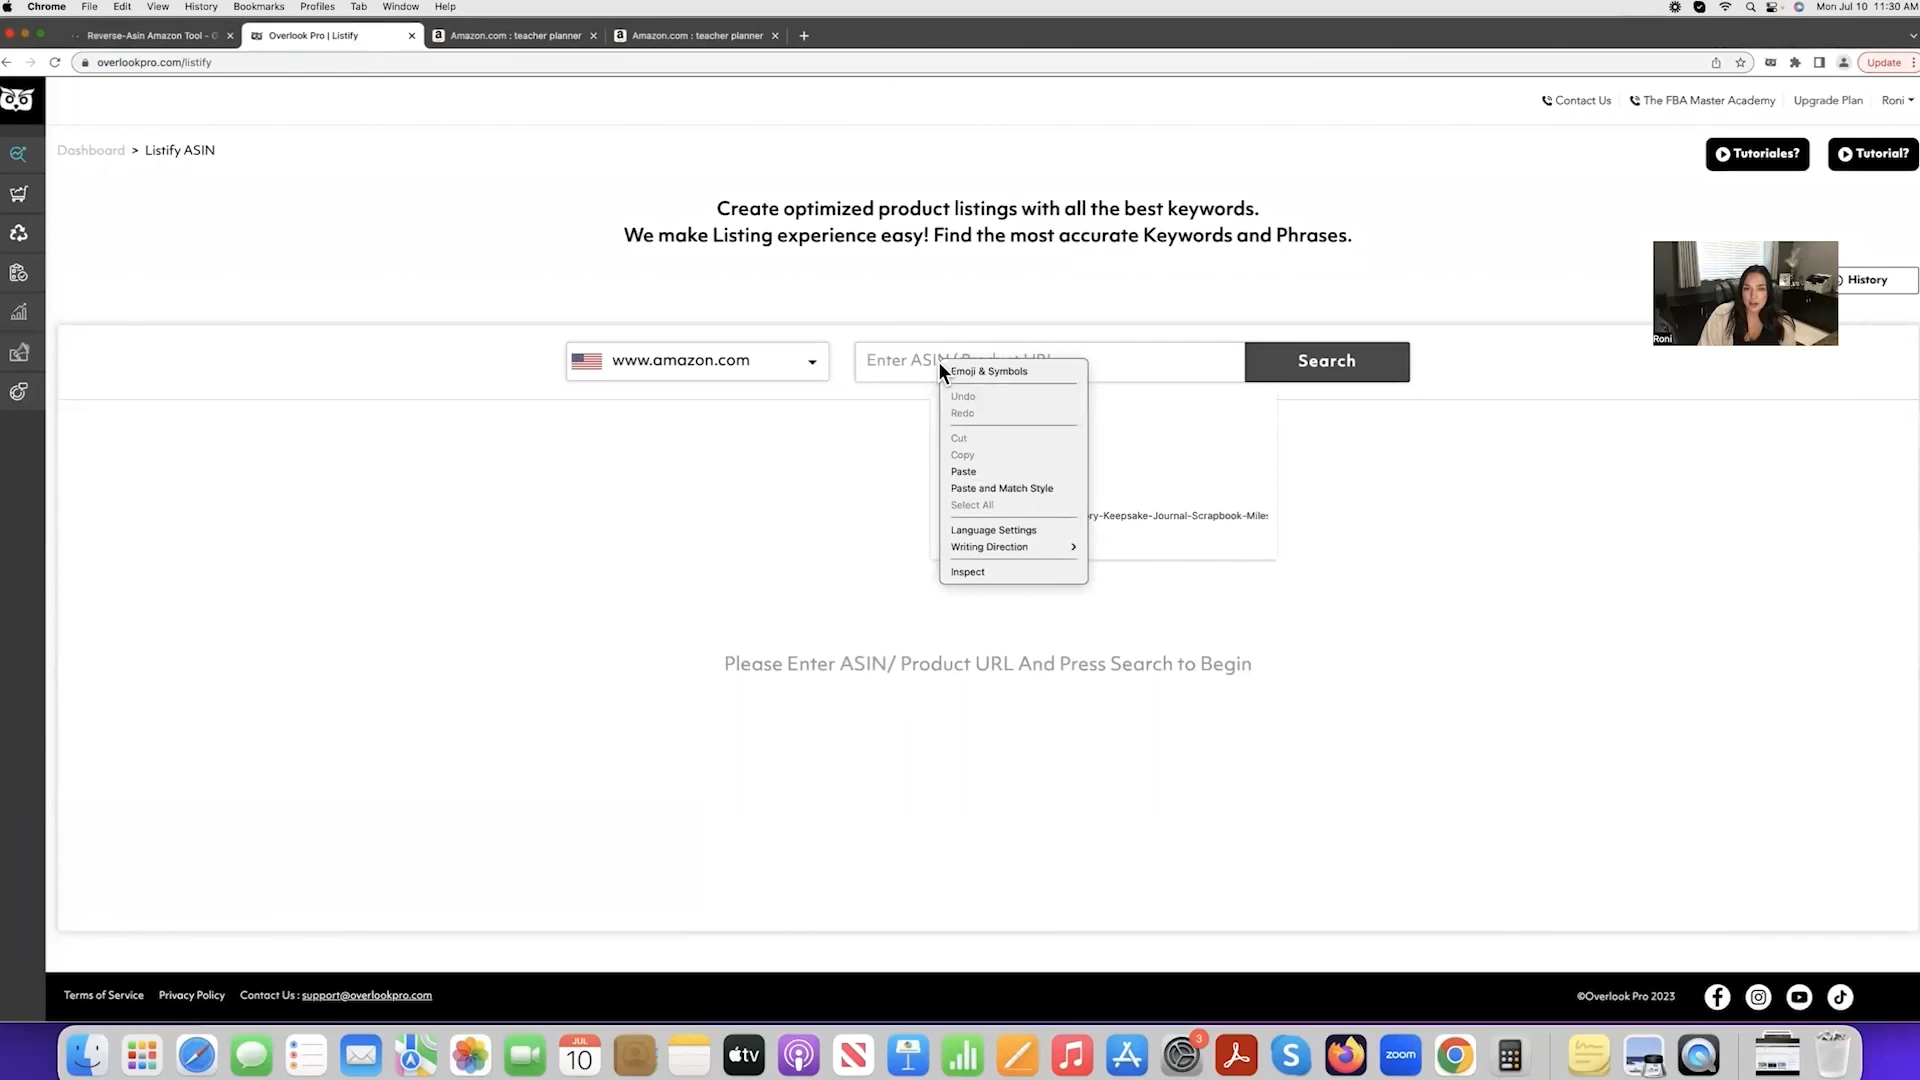 Chrome File Edit View History Bookmarks Profiles Tab Window Help Mon Jul 10 11:30 AM
Reverse-Asin Amazon Tool - Overlook Pro | Listify Amazon.com : teacher planner Amazon.com : teacher planner
overlookpro.com/listify Update
Contact Us The FBA Master Academy Upgrade Plan Roni
Dashboard > Listify ASIN Tutoriales? Tutorial?
Create optimized product listings with all the best keywords.
We make Listing experience easy! Find the most accurate Keywords and Phrases.
History
Roni
www.amazon.com Enter ASIN/ Product URL Search
Emoji & Symbols
Undo
Redo
Cut
Copy
Paste
Paste and Match Style
Select All
ry-Keepsake-Journal-Scrapbook-Miles
Language Settings
Writing Direction
Inspect
Please Enter ASIN/ Product URL And Press Search to Begin
Terms of Service Privacy Policy Contact Us : support@overlookpro.com ©Overlook Pro 2023
JUL
10
tv
3
zoom